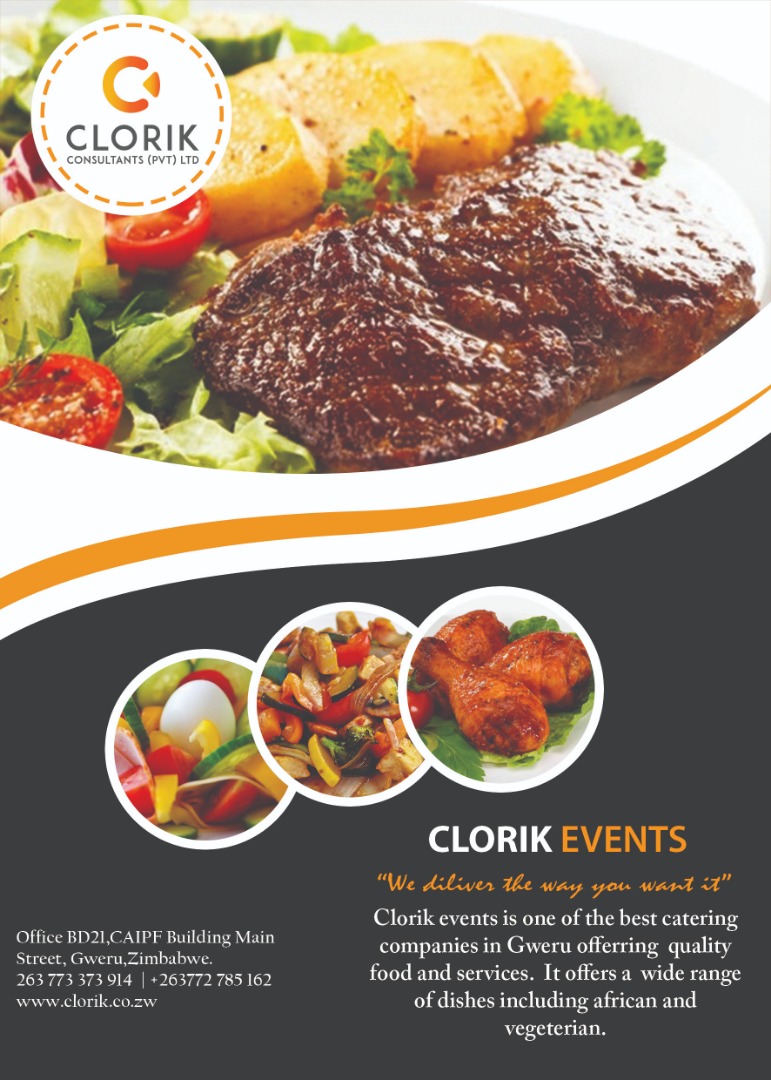 CLORIK
CONSULTANTS (PVT) LTD
CLORIK EVENTS
“We diliver the way you want it”
Clorik events is one of the best catering
companies in Gweru offerring quality
food and services. It offers a wide range
of dishes including african and
vegeterian.
Office BD21,CAIPF Building Main
Street, Gweru,Zimbabwe.
263 773 373 914 | +263772 785 162
www.clorik.co.zw